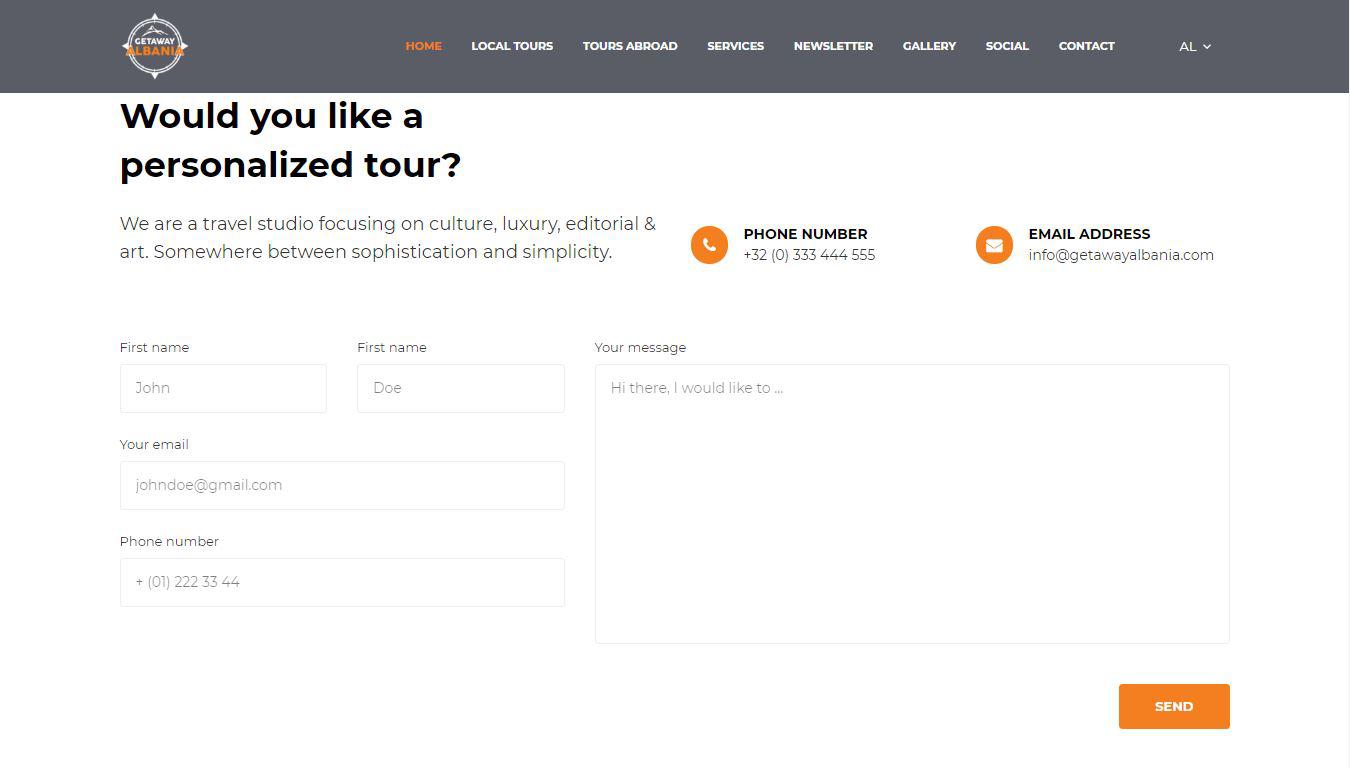 GETAWAY
ALBANIA
HOME LOCAL TOURS TOURS ABROAD SERVICES NEWSLETTER GALLERY SOCIAL CONTACT AL
Would you like a
personalized tour?
We are a travel studio focusing on culture, luxury, editorial &
art. Somewhere between sophistication and simplicity.
PHONE NUMBER
+32 (0) 333 444 555
EMAIL ADDRESS
info@getawayalbania.com
First name
John
First name
Doe
Your email
johndoe@gmail.com
Phone number
+ (01) 222 33 44
Your message
Hi there, I would like to ...
SEND